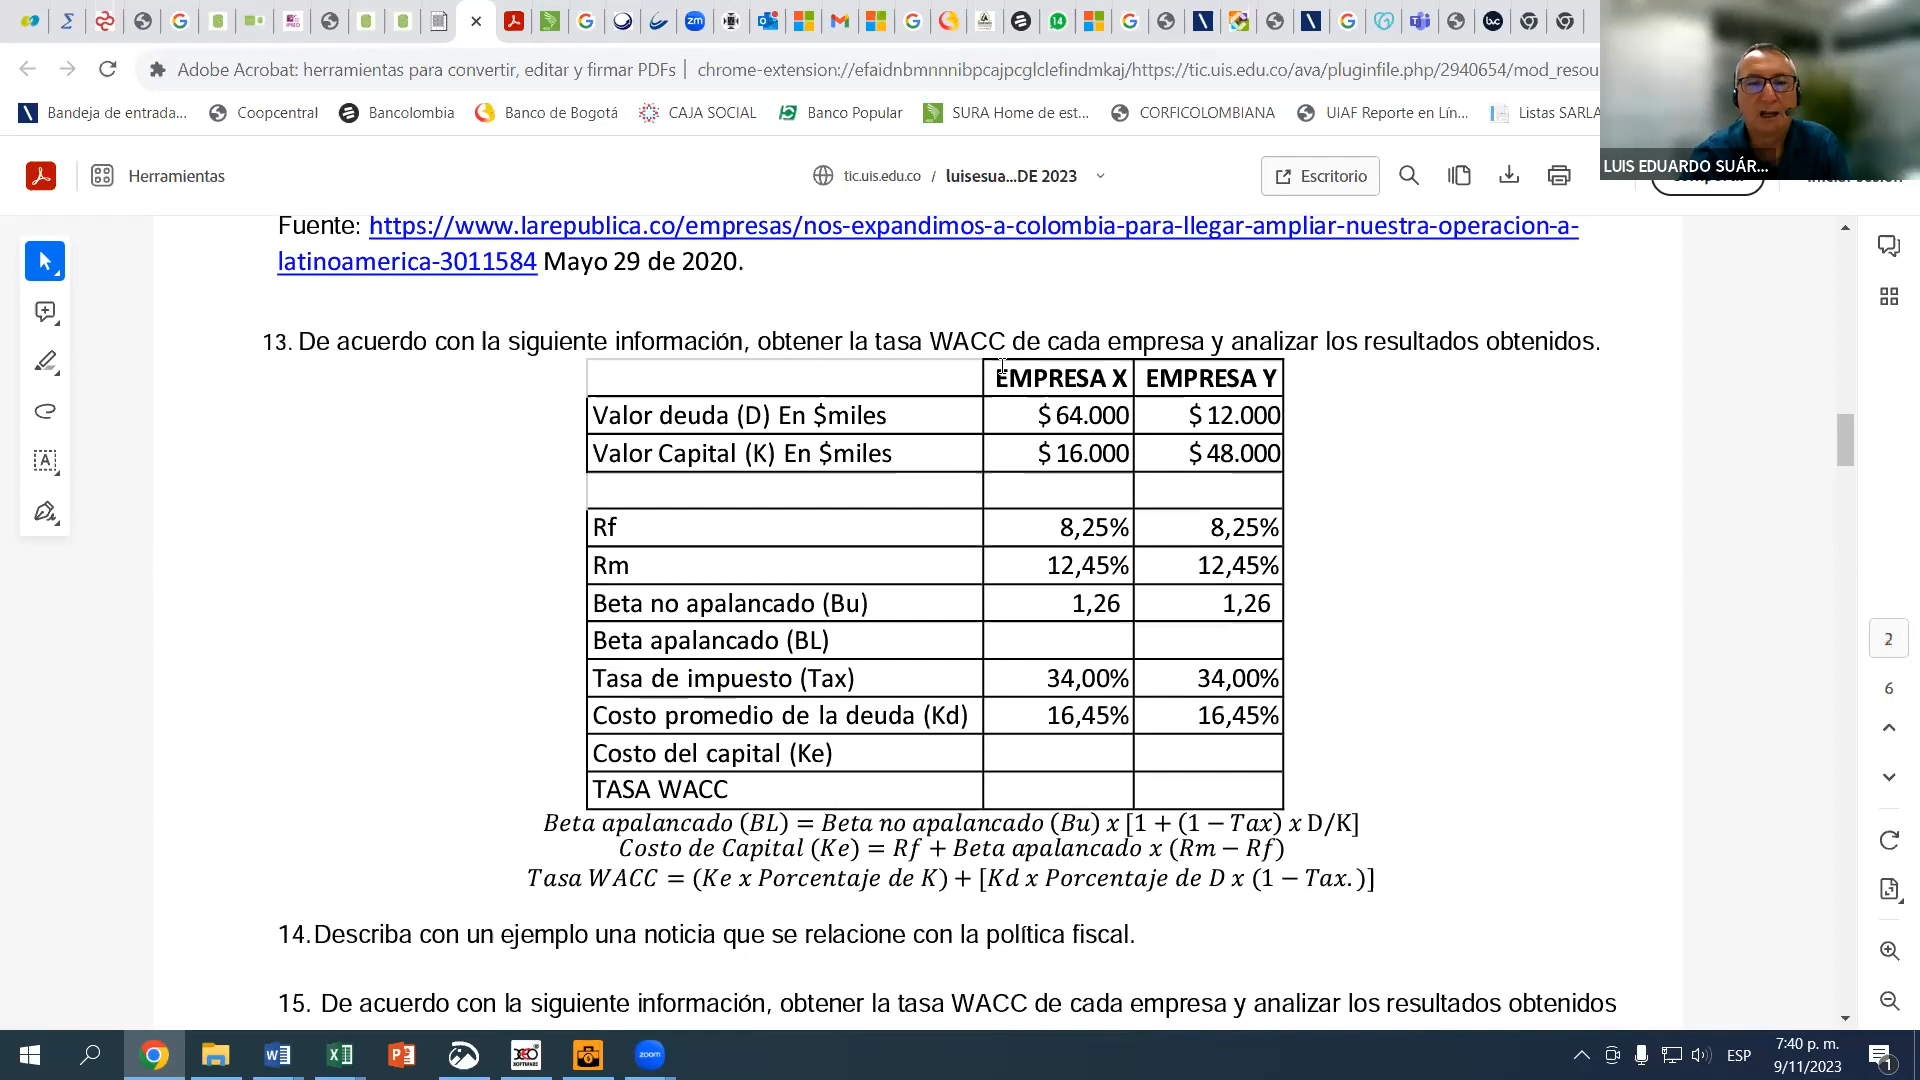 Adobe Acrobat: herramientas para convertir, editar y firmar PDFs | chrome-extension://efaidnbmnnnibpcajpcglclefindmkaj/https://tic.uis.edu.co/ava/pluginfile.php/2940654/mod_resou
Bandeja de entrada... Coopcentral Bancolombia Banco de Bogotá CAJA SOCIAL Banco Popular SURA Home de est... CORFICOLOMBIANA UIAF Reporte en Lín... Listas SARLA
LUIS EDUARDO SUÁR...
Herramientas tic.uis.edu.co / luisesua...DE 2023 Escritorio
Fuente: https://www.larepublica.co/empresas/nos-expandimos-a-colombia-para-llegar-ampliar-nuestra-operacion-a-
latinoamerica-3011584 Mayo 29 de 2020.
13. De acuerdo con la siguiente información, obtener la tasa WACC de cada empresa y analizar los resultados obtenidos.
EMPRESA X EMPRESA Y
Valor deuda (D) En $miles $ 64.000 $ 12.000
Valor Capital (K) En $miles $ 16.000 $ 48.000
Rf 8,25% 8,25%
Rm 12,45% 12,45%
Beta no apalancado (Bu) 1,26 1,26
Beta apalancado (BL)
Tasa de impuesto (Tax) 34,00% 34,00%
Costo promedio de la deuda (Kd) 16,45% 16,45%
Costo del capital (Ke)
TASA WACC
Beta apalancado (BL) = Beta no apalancado (Bu) x [1 + (1 − Tax) x D/K]
Costo de Capital (Ke) = Rf + Beta apalancado x (Rm − Rf)
Tasa WACC = (Ke x Porcentaje de K) + [Kd x Porcentaje de D x (1 − Tax.)]
14. Describa con un ejemplo una noticia que se relacione con la política fiscal.
15. De acuerdo con la siguiente información, obtener la tasa WACC de cada empresa y analizar los resultados obtenidos
2
6
zoom
ESP
7:40 p. m.
9/11/2023
1